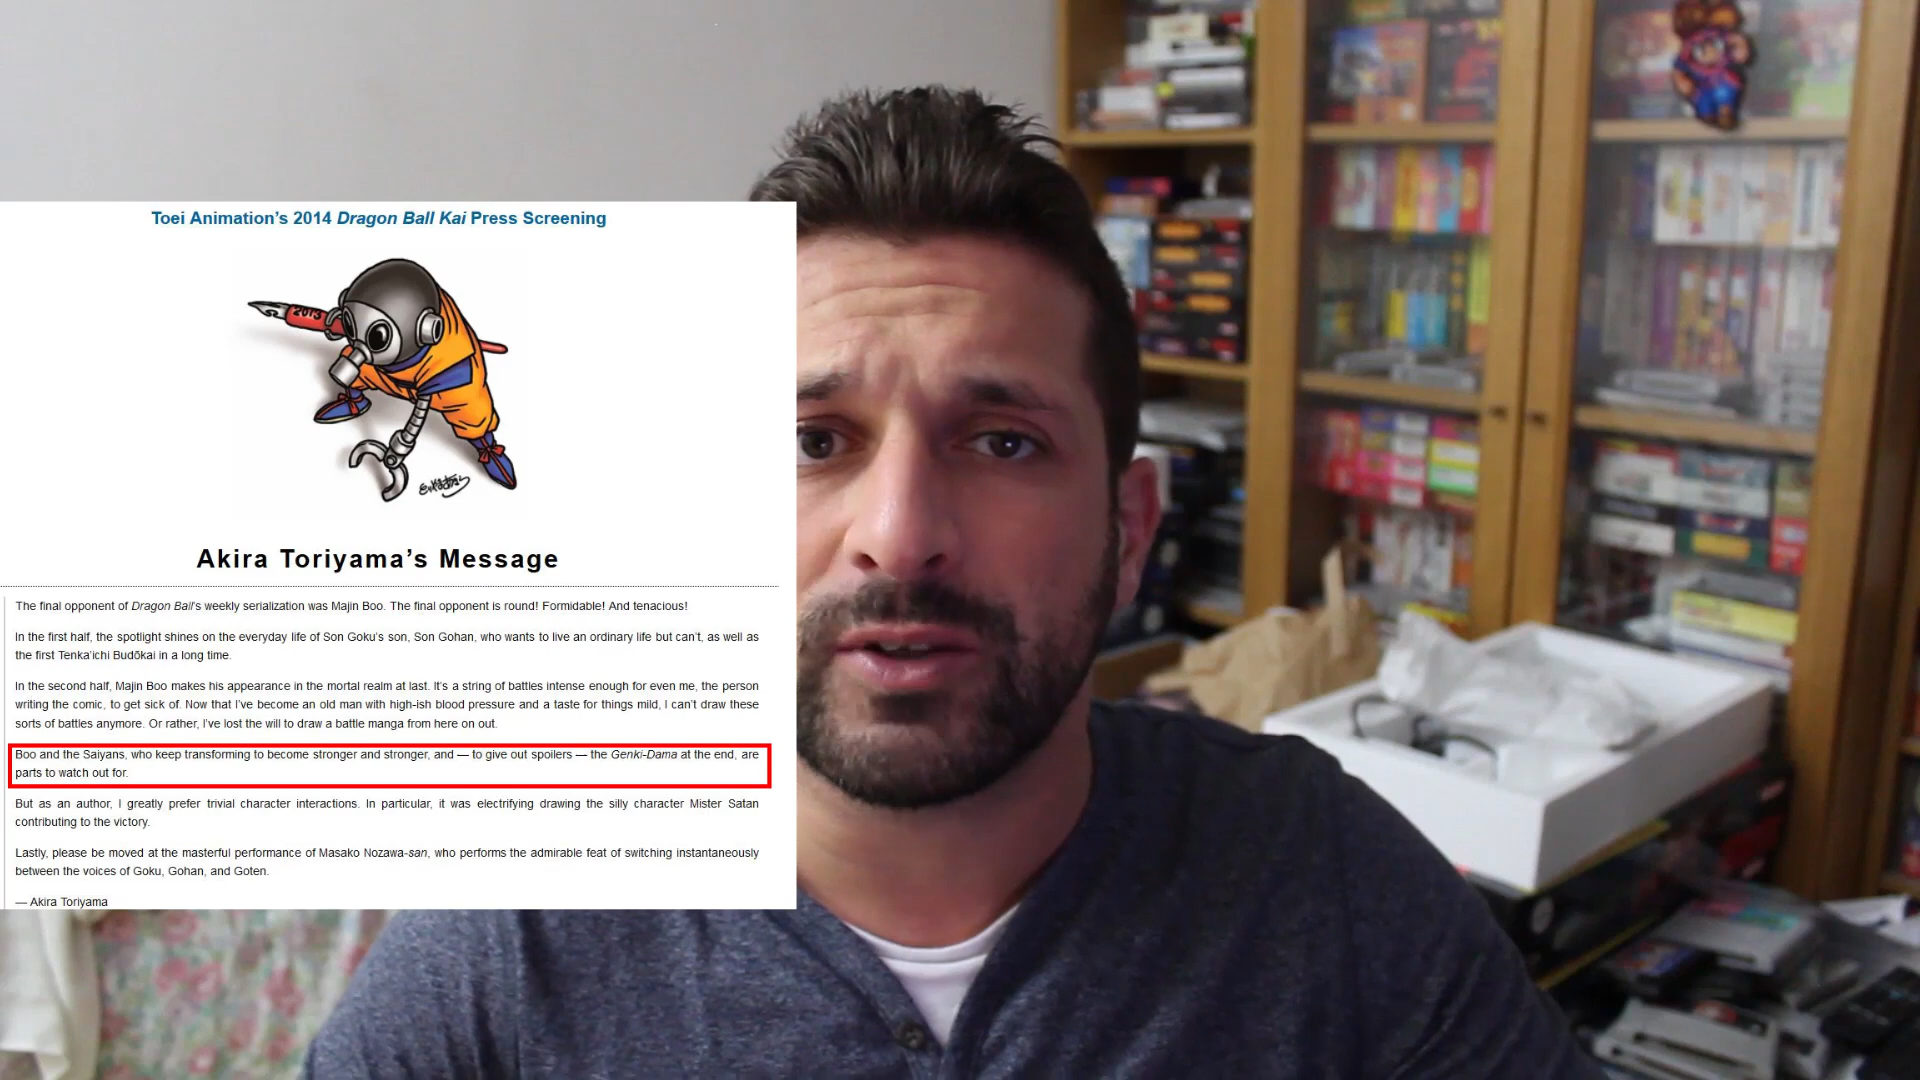 Toei Animation’s 2014 Dragon Ball Kai Press Screening
2013
Akira Toriyama’s Message
The final opponent of Dragon Ball’s weekly serialization was Majin Boo. The final opponent is round! Formidable! And tenacious!
In the first half, the spotlight shines on the everyday life of Son Goku’s son, Son Gohan, who wants to live an ordinary life but can’t, as well as
the first Tenka’ichi Budōkai in a long time.
In the second half, Majin Boo makes his appearance in the mortal realm at last. It’s a string of battles intense enough for even me, the person
writing the comic, to get sick of. Now that I’ve become an old man with high-ish blood pressure and a taste for things mild, I can’t draw these
sorts of battles anymore. Or rather, I’ve lost the will to draw a battle manga from here on out.
Boo and the Saiyans, who keep transforming to become stronger and stronger, and — to give out spoilers — the Genki-Dama at the end, are
parts to watch out for.
But as an author, I greatly prefer trivial character interactions. In particular, it was electrifying drawing the silly character Mister Satan
contributing to the victory.
Lastly, please be moved at the masterful performance of Masako Nozawa-san, who performs the admirable feat of switching instantaneously
between the voices of Goku, Gohan, and Goten.
— Akira Toriyama